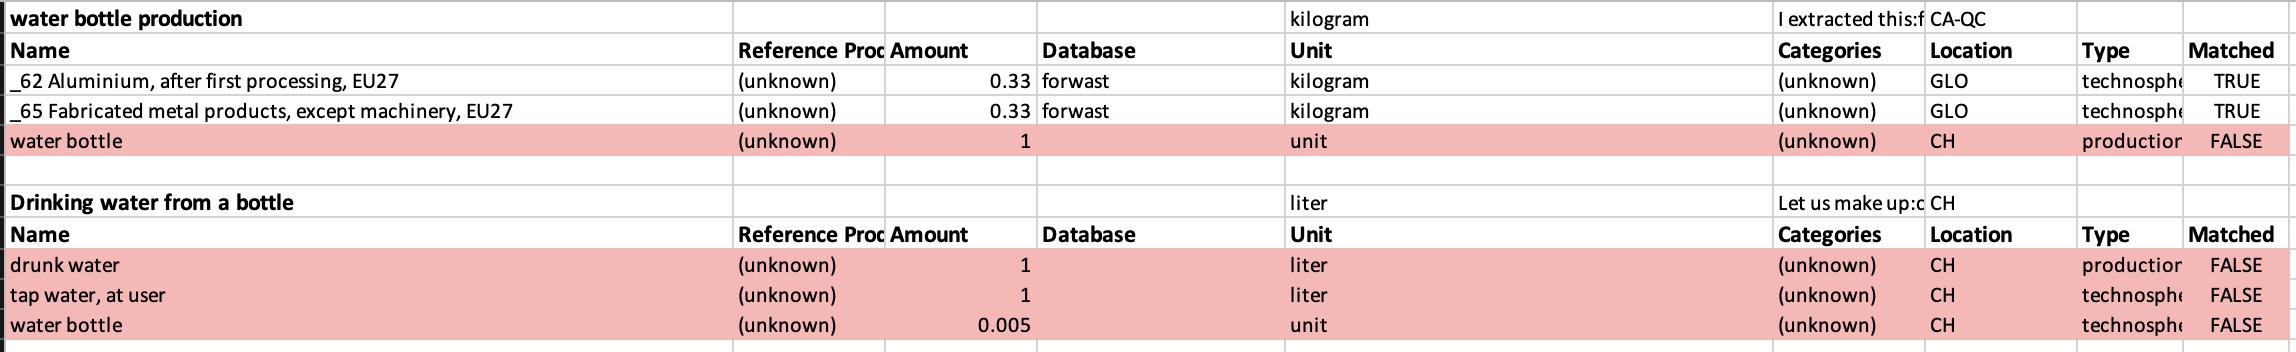 water bottle production kilogram I extracted this:f CA-QC
Name Reference Proc Amount Database Unit Categories Location Type Matched
_62 Aluminium, after first processing, EU27 (unknown) 0.33 forwast kilogram (unknown) GLO technosphe TRUE
_65 Fabricated metal products, except machinery, EU27 (unknown) 0.33 forwast kilogram (unknown) GLO technosphe TRUE
water bottle (unknown) 1 unit (unknown) CH production FALSE
Drinking water from a bottle liter Let us make up:c CH
Name Reference Proc Amount Database Unit Categories Location Type Matched
drunk water (unknown) 1 liter (unknown) CH production FALSE
tap water, at user (unknown) 1 liter (unknown) CH technosphe FALSE
water bottle (unknown) 0.005 unit (unknown) CH technosphe FALSE